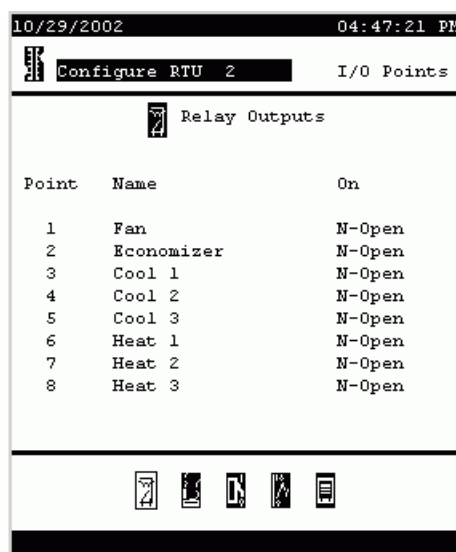 10/29/2002 04:47:21 PM
Configure RTU 2 I/O Points
Relay Outputs
Point Name On
1 Fan N-Open
2 Economizer N-Open
3 Cool 1 N-Open
4 Cool 2 N-Open
5 Cool 3 N-Open
6 Heat 1 N-Open
7 Heat 2 N-Open
8 Heat 3 N-Open